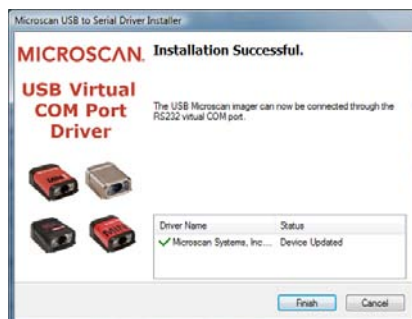 Microscan USB to Serial Driver Installer
MICROSCAN.
Installation Successful.
USB Virtual
COM Port
Driver
The USB Microscan imager can now be connected through the
RS232 virtual COM port.
Driver Name Status
Microscan Systems, Inc.... Device Updated
Finish Cancel